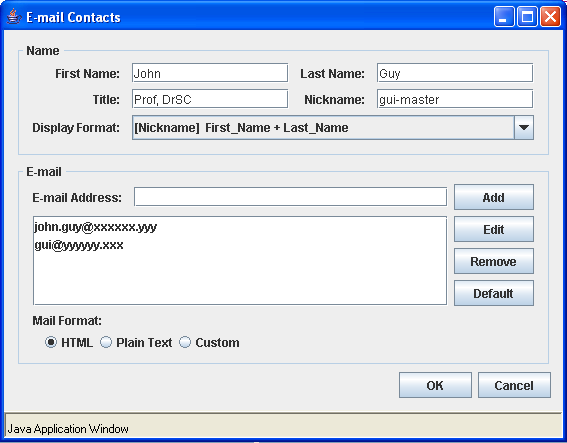 E-mail Contacts
Name
First Name: John Last Name: Guy
Title: Prof, DrSC Nickname: gui-master
Display Format: [Nickname] First_Name + Last_Name
E-mail
E-mail Address: Add
john.guy@xxxxxx.yyy Edit
gui@yyyyyy.xxx
Remove
Default
Mail Format:
HTML Plain Text Custom
OK Cancel
Java Application Window